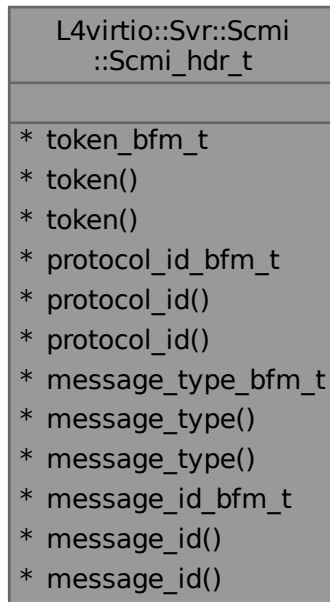 L4virtio::Svr::Scmi
::Scmi_hdr_t
* token_bfm_t
* token()
* token()
* protocol_id_bfm_t
* protocol_id()
* protocol_id()
* message_type_bfm_t
* message_type()
* message_type()
* message_id_bfm_t
* message_id()
* message_id()